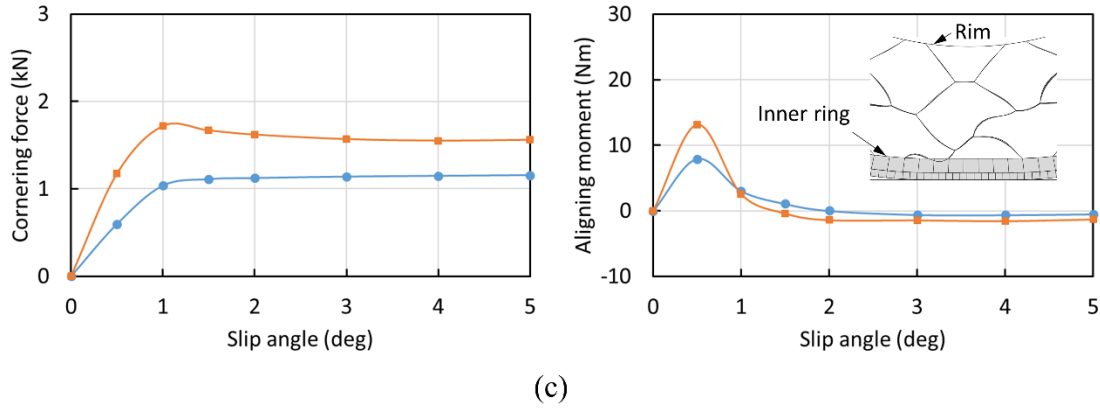 Cornering force (kN)
3
2
1
0
0 1 2 3 4 5
Slip angle (deg)
Aligning moment (Nm)
30
20
10
0
-10
0 1 2 3 4 5
Slip angle (deg)
Rim
Inner ring
(c)